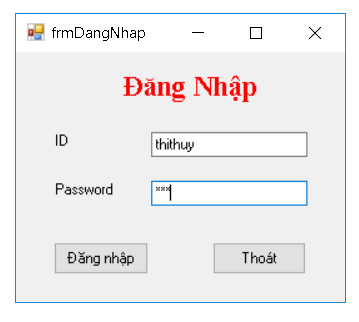 frmDangNhap
Đăng Nhập
ID
thithuy
Password
***
Đăng nhập
Thoát